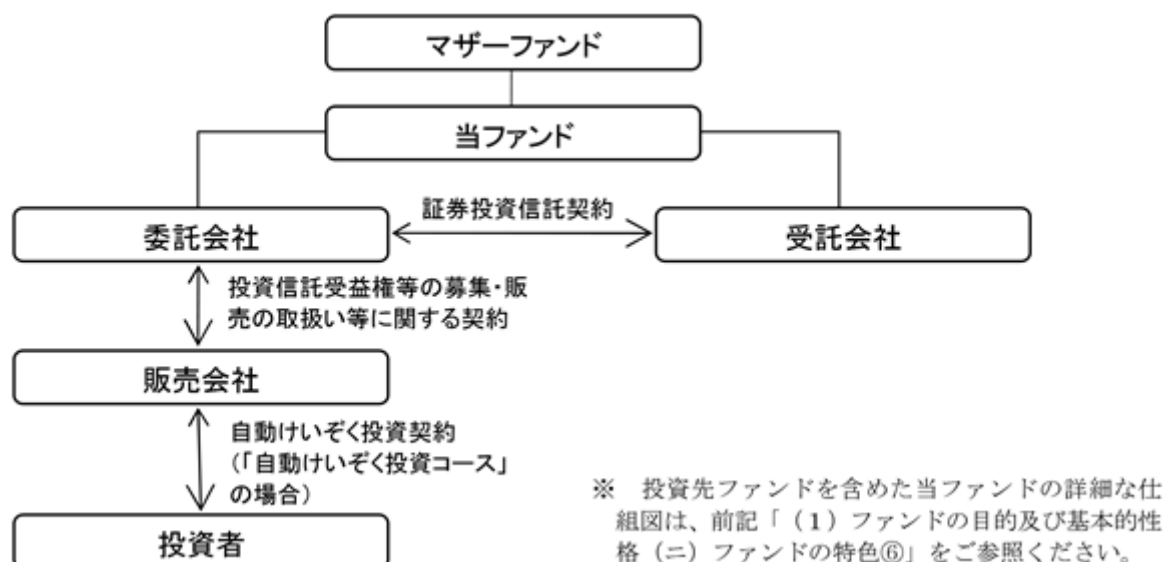 マザーファンド
当ファンド
証券投資信託契約
委託会社
受託会社
投資信託受益権等の募集・販
売の取扱い等に関する契約
販売会社
自動けいぞく投資契約
(「自動けいぞく投資コース」
の場合)
投資者
※ 投資先ファンドを含めた当ファンドの詳細な仕
組図は、前記「(1)ファンドの目的及び基本的性
格(ニ)ファンドの特色⑥」をご参照ください。